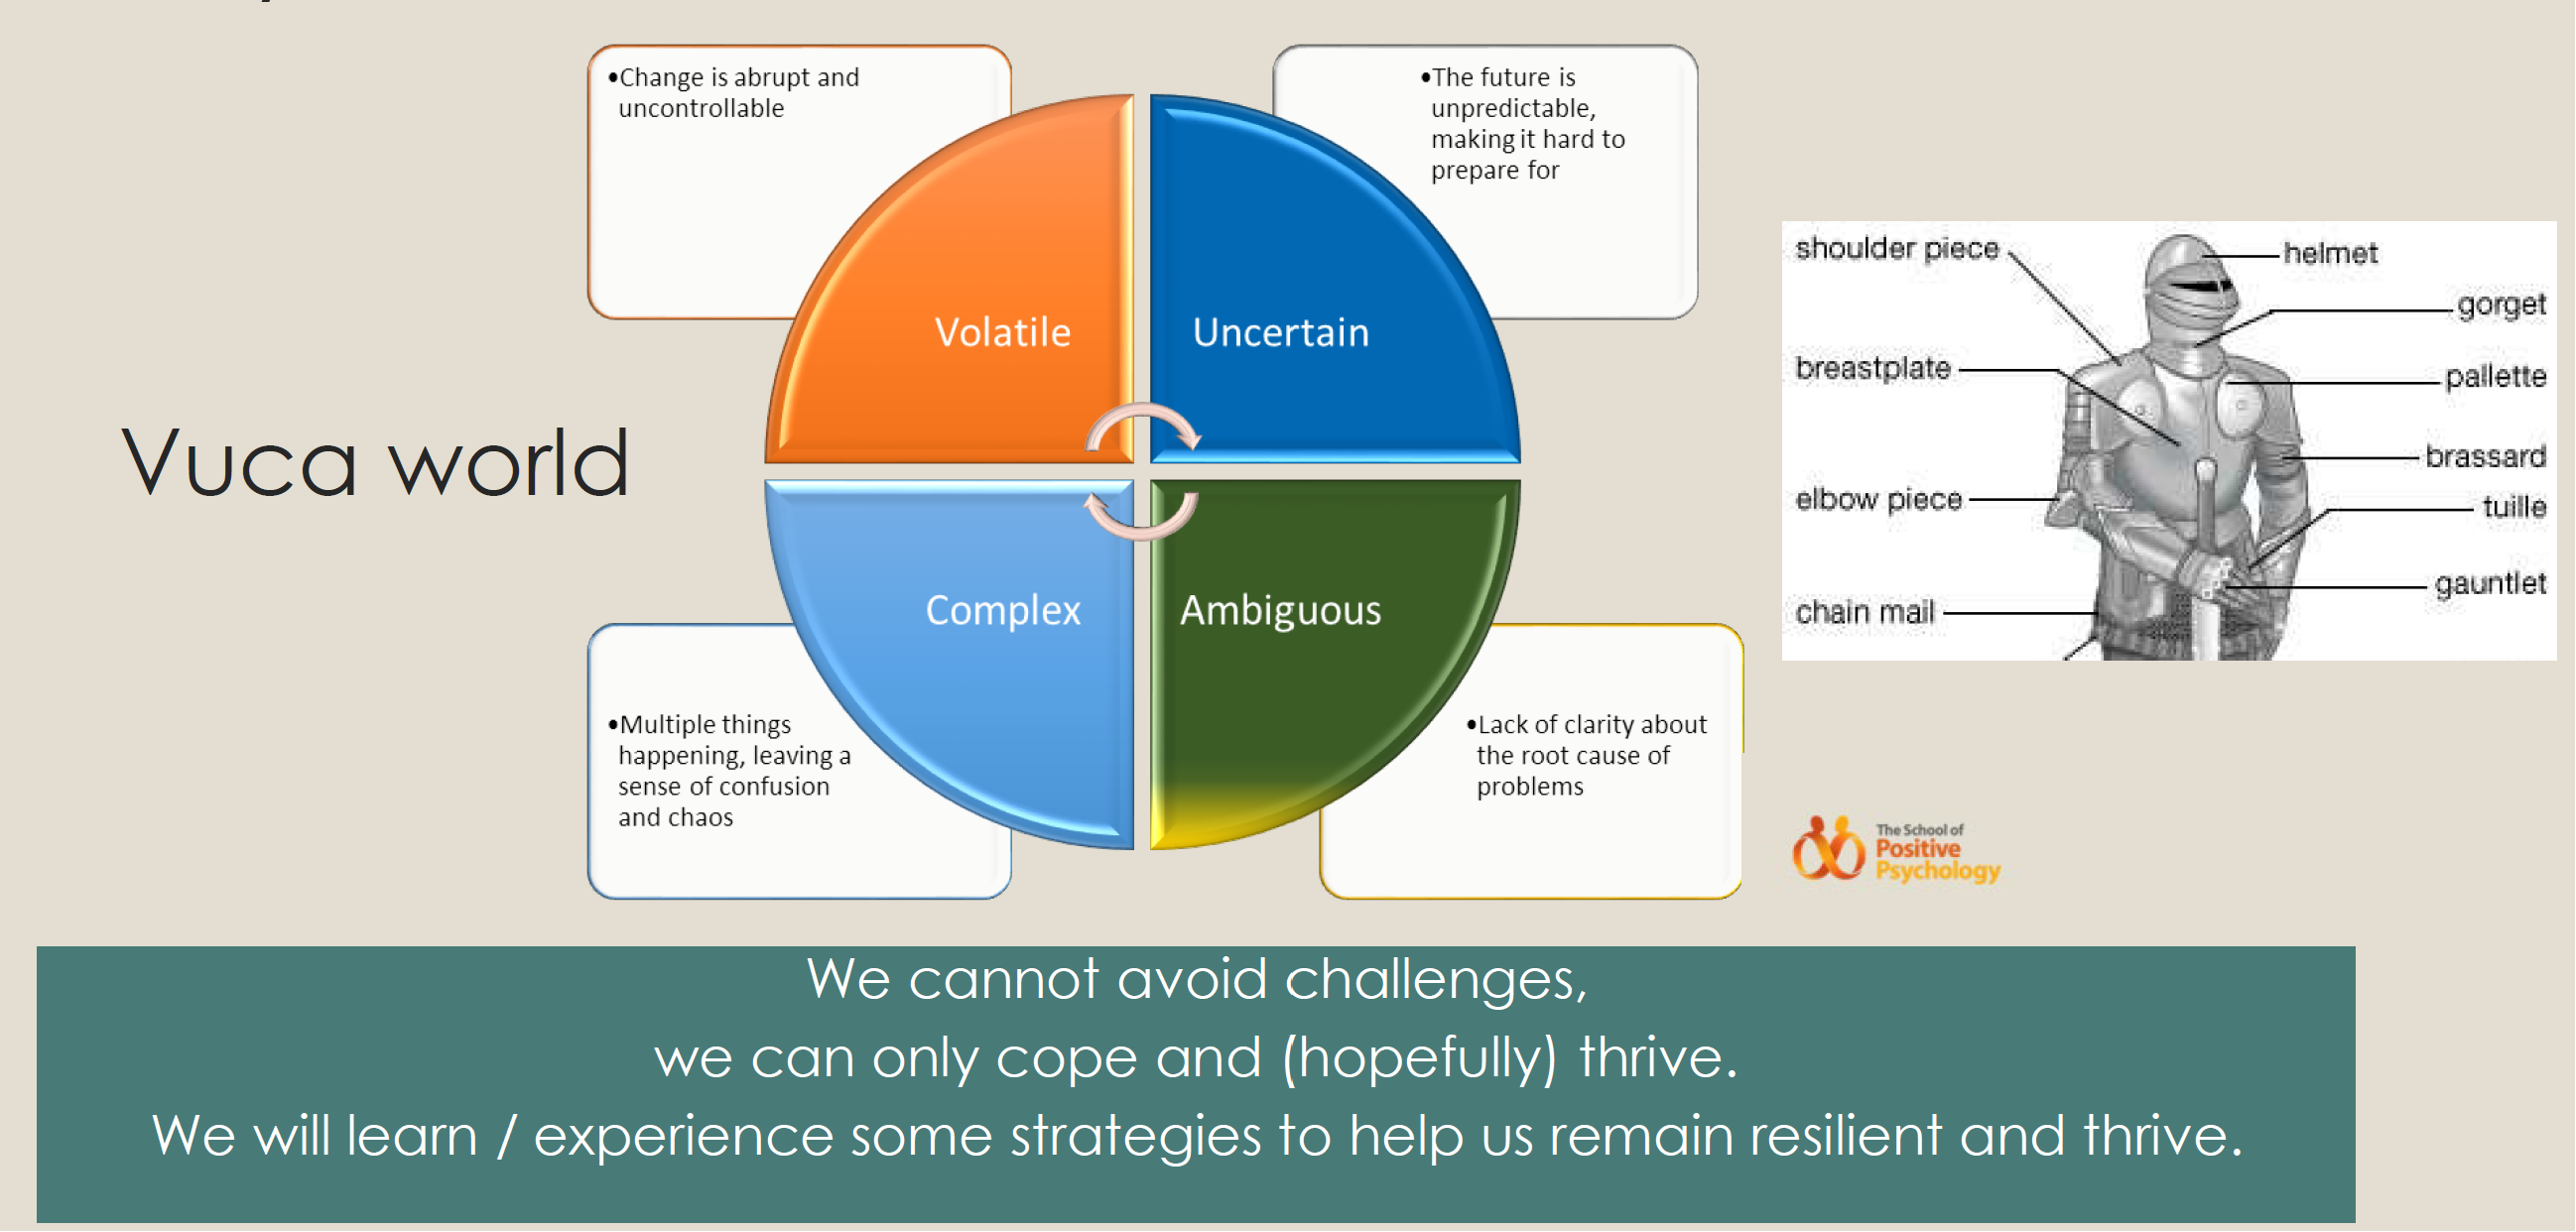 Vuca world
•Change is abrupt and
uncontrollable
•The future is
unpredictable,
making it hard to
prepare for
Volatile
Uncertain
Complex
Ambiguous
•Multiple things
happening, leaving a
sense of confusion
and chaos
•Lack of clarity about
the root cause of
problems
shoulder piece
breastplate
elbow piece
chain mail
helmet
gorget
pallette
brassard
tuille
gauntlet
The School of
Positive
Psychology
We cannot avoid challenges,
we can only cope and (hopefully) thrive.
We will learn / experience some strategies to help us remain resilient and thrive.